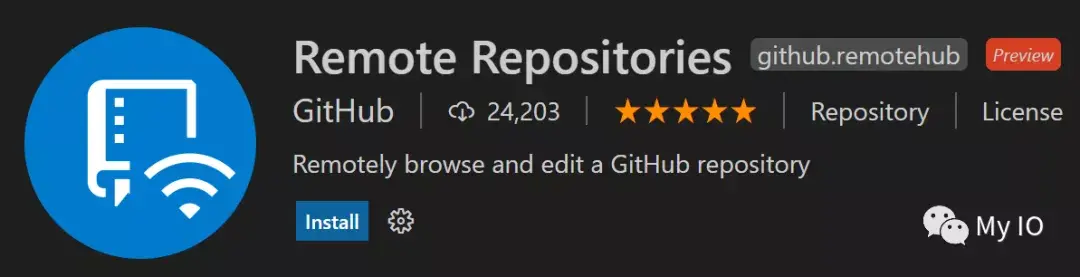 Remote Repositories github.remotehub Preview
GitHub 24,203 Repository License
Remotely browse and edit a GitHub repository
Install
My IO